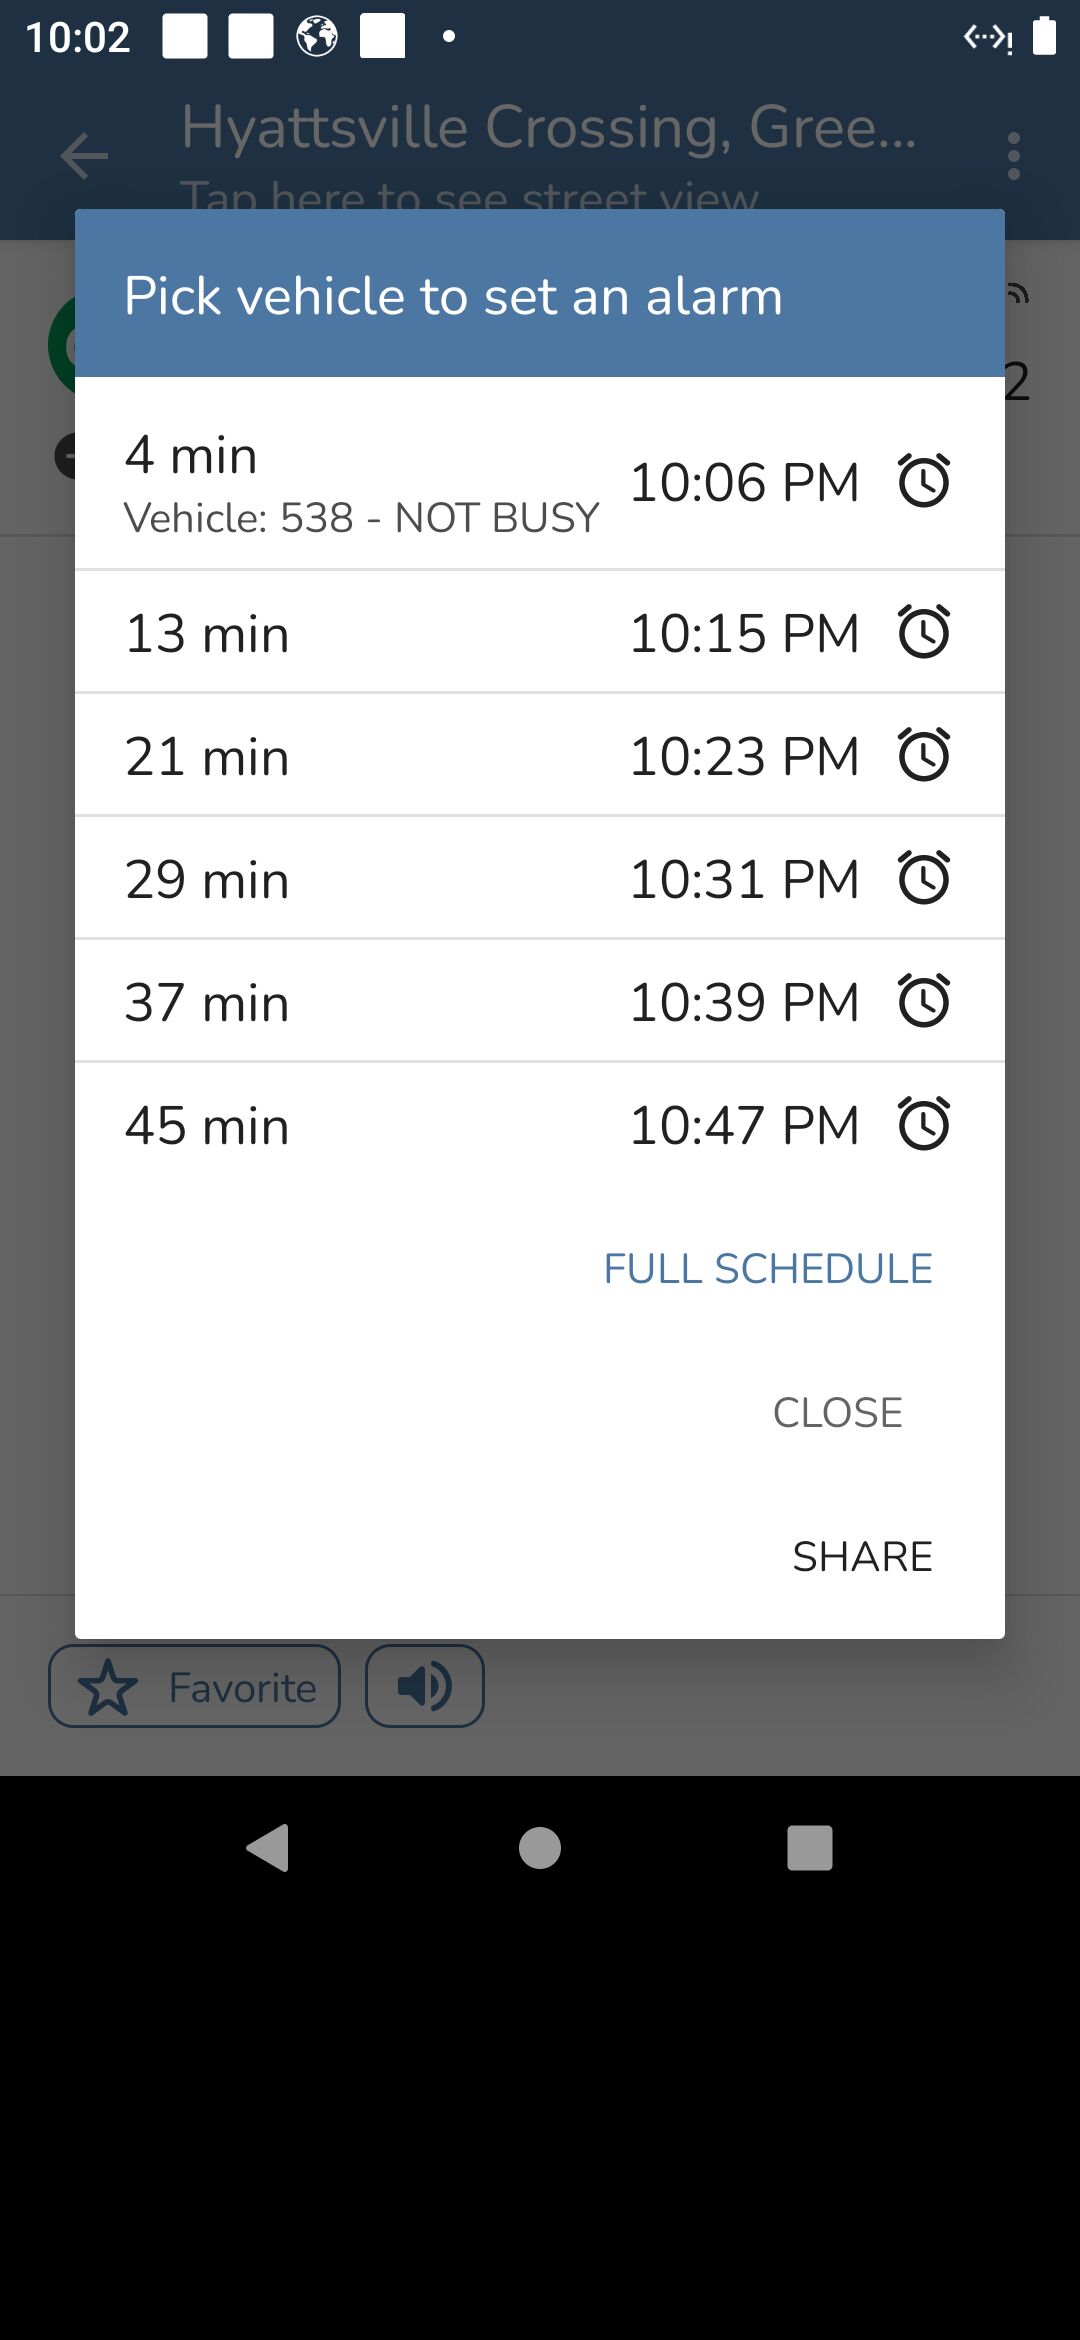 10:02
Hyattsville Crossing, Gree...
Tap here to see street view
Pick vehicle to set an alarm
4 min
Vehicle: 538 - NOT BUSY
10:06 PM
13 min 10:15 PM
21 min 10:23 PM
29 min 10:31 PM
37 min 10:39 PM
45 min 10:47 PM
FULL SCHEDULE
CLOSE
SHARE
Favorite